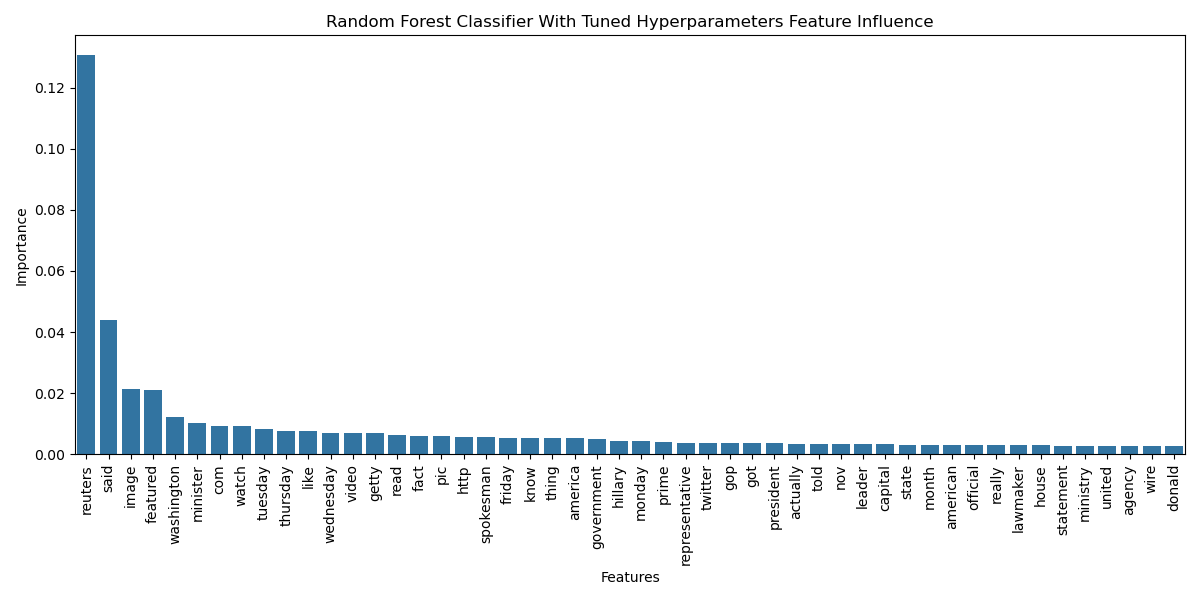 Random Forest Classifier With Tuned Hyperparameters Feature Influence
0.12
0.10
0.08
0.06
0.04
0.02
0.00
Importance
reuters
said
image
featured
washington
minister
com
watch
tuesday
thursday
like
wednesday
video
getty
read
fact
pic
http
spokesman
friday
know
thing
america
government
hillary
monday
prime
representative
twitter
gop
got
president
actually
told
nov
leader
capital
state
month
american
official
really
lawmaker
house
statement
ministry
united
agency
wire
donald
Features